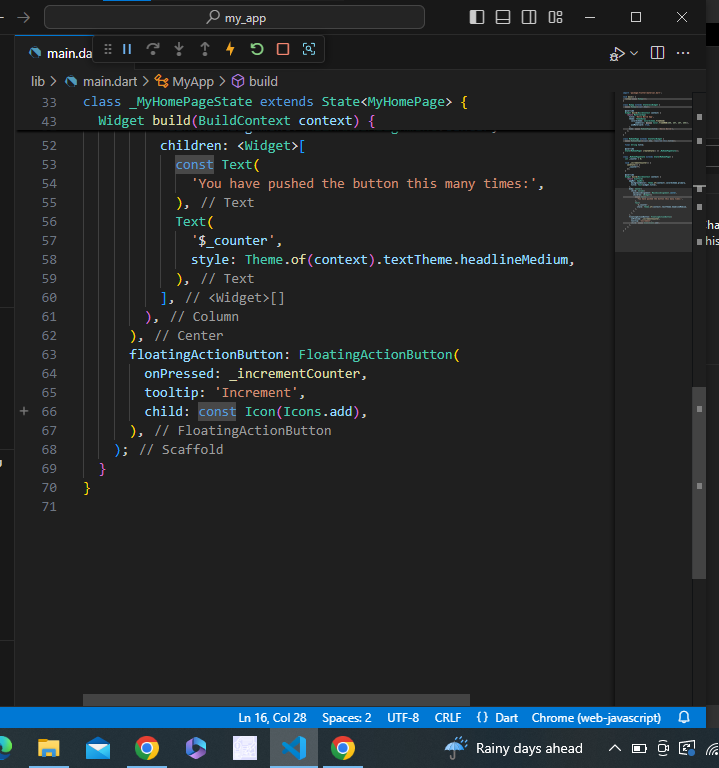 my_app
main.da
lib > main.dart > MyApp > build
33 class _MyHomePageState extends State<MyHomePage> {
43 Widget build(BuildContext context) {
52 children: <Widget>[
53 const Text(
54 'You have pushed the button this many times:',
55 ), // Text
56 Text(
57 '$_counter',
58 style: Theme.of(context).textTheme.headlineMedium,
59 ), // Text
60 ], // <Widget>[]
61 ), // Column
62 ), // Center
63 floatingActionButton: FloatingActionButton(
64 onPressed: _incrementCounter,
65 tooltip: 'Increment',
66 child: const Icon(Icons.add),
67 ), // FloatingActionButton
68 ); // Scaffold
69 }
70 }
71
Ln 16, Col 28 Spaces: 2 UTF-8 CRLF {} Dart Chrome (web-javascript)
Rainy days ahead